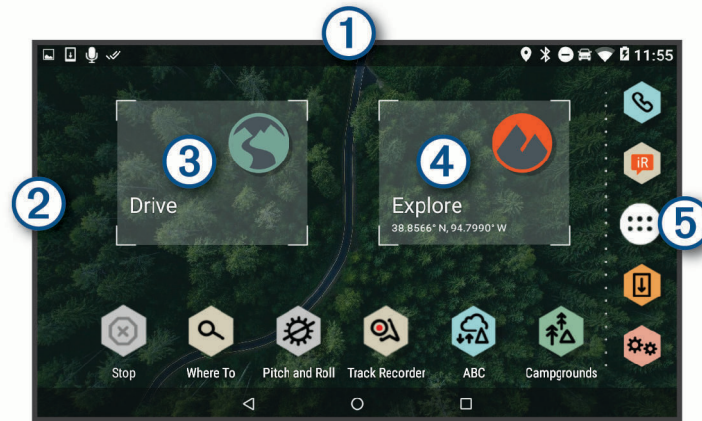 1
11:55
2
3
Drive
4
Explore
38.8566° N, 94.7990° W
iR
5
Stop
Where To
Pitch and Roll
Track Recorder
ABC
Campgrounds